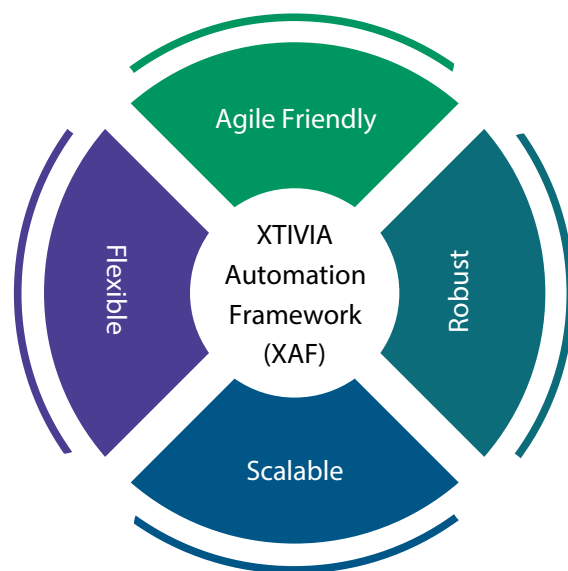 Agile Friendly
Flexible
XTIVIA
Automation
Framework
(XAF)
Robust
Scalable